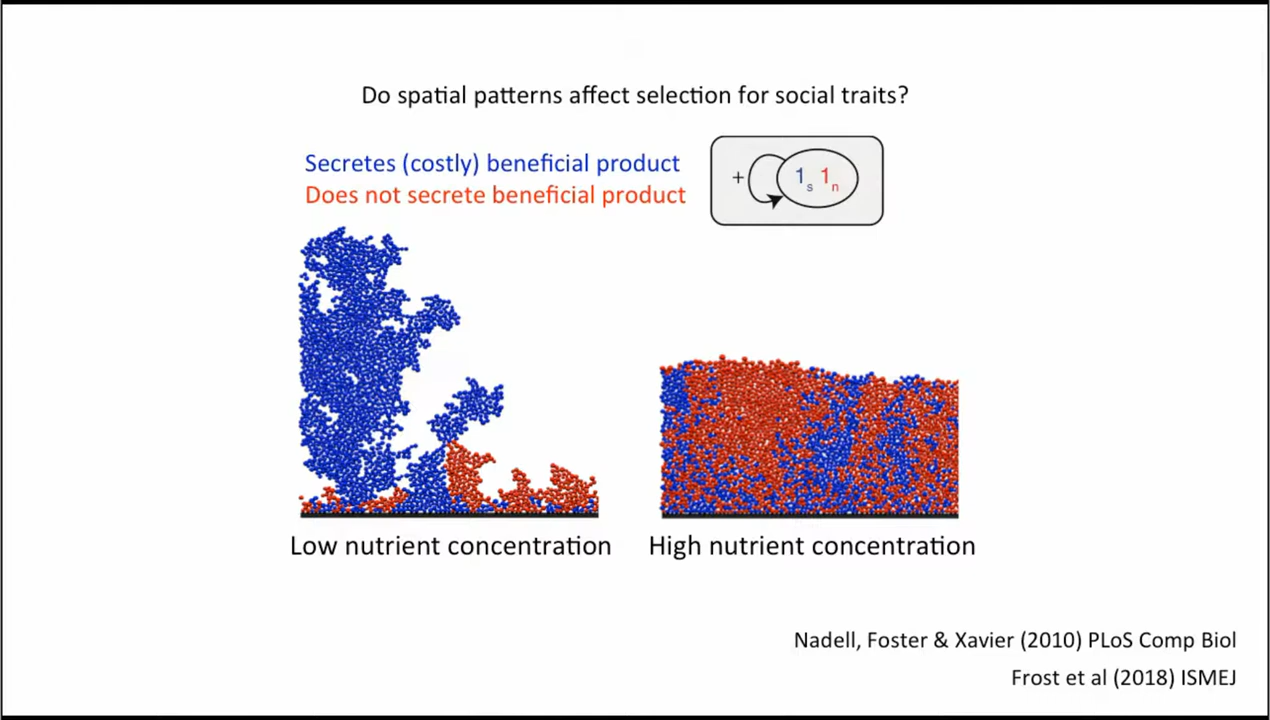 Do spatial patterns affect selection for social traits?
Secretes (costly) beneficial product
Does not secrete beneficial product
+ 1s 1n
Low nutrient concentration
High nutrient concentration
Nadell, Foster & Xavier (2010) PLoS Comp Biol
Frost et al (2018) ISMEJ